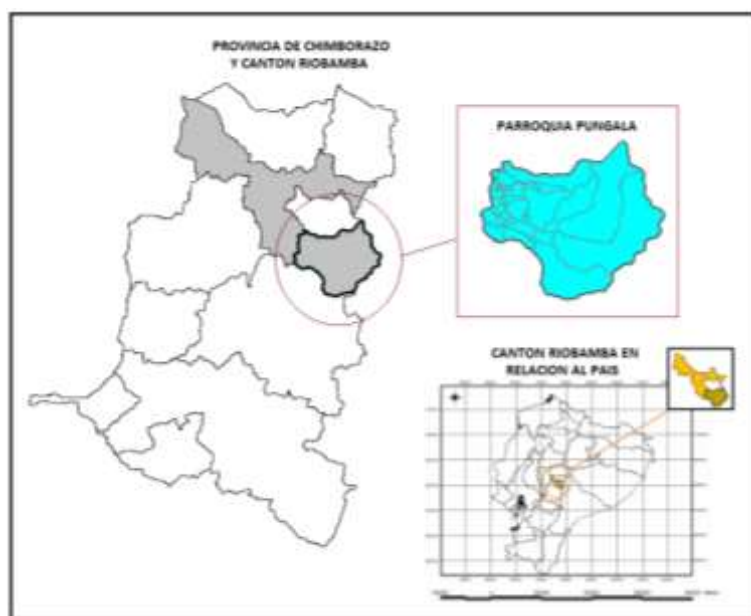 PROVINCIA DE CHIMBORAZO
Y CANTON RIOBAMBA
PARROQUIA PUNGALA
CANTON RIOBAMBA EN
RELACION AL PAIS